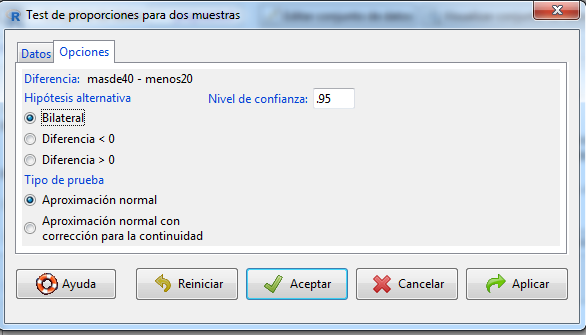 R Test de proporciones para dos muestras
Datos Opciones
Diferencia: masde40 - menos20
Hipótesis alternativa Nivel de confianza: .95
Bilateral
Diferencia < 0
Diferencia > 0
Tipo de prueba
Aproximación normal
Aproximación normal con
corrección para la continuidad
Ayuda Reiniciar Aceptar Cancelar Aplicar